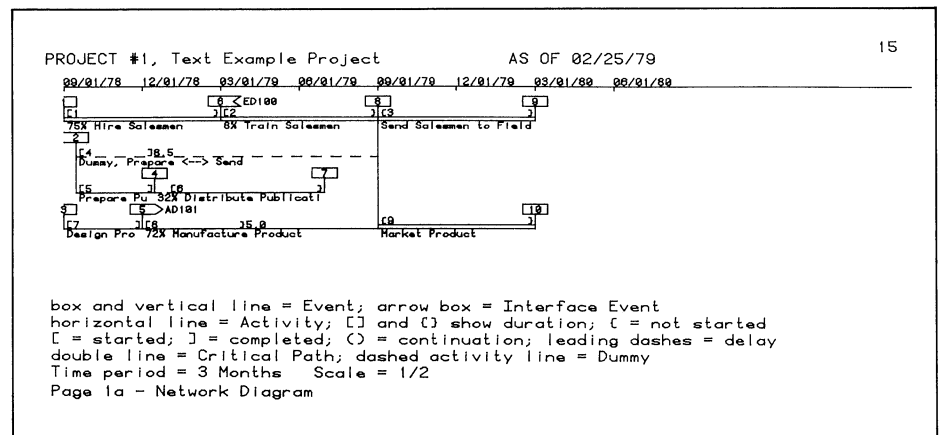 15
PROJECT #1, Text Example Project AS OF 02/25/79
09/01/78 12/01/78 03/01/79 06/01/79 09/01/79 12/01/79 03/01/80 06/01/80
6 <ED100 8 9
[1 ) [2 } {3 }
75% Hire Salesmen 8% Train Salesmen Send Salesmen to Field
2
[4 ]8.5
Dummy, Prepare <--> Send
4 7
[5 ] [6 }
Prepare Pu 32% Distribute Publicati
3 5 >AD101 10
[7 ] [8 ]5.0 {9 }
Design Pro 72% Manufacture Product Market Product
box and vertical line = Event; arrow box = Interface Event
horizontal line = Activity; [] and {} show duration; { = not started
[ = started; ] = completed; () = continuation; leading dashes = delay
double line = Critical Path; dashed activity line = Dummy
Time period = 3 Months Scale = 1/2
Page 1a - Network Diagram